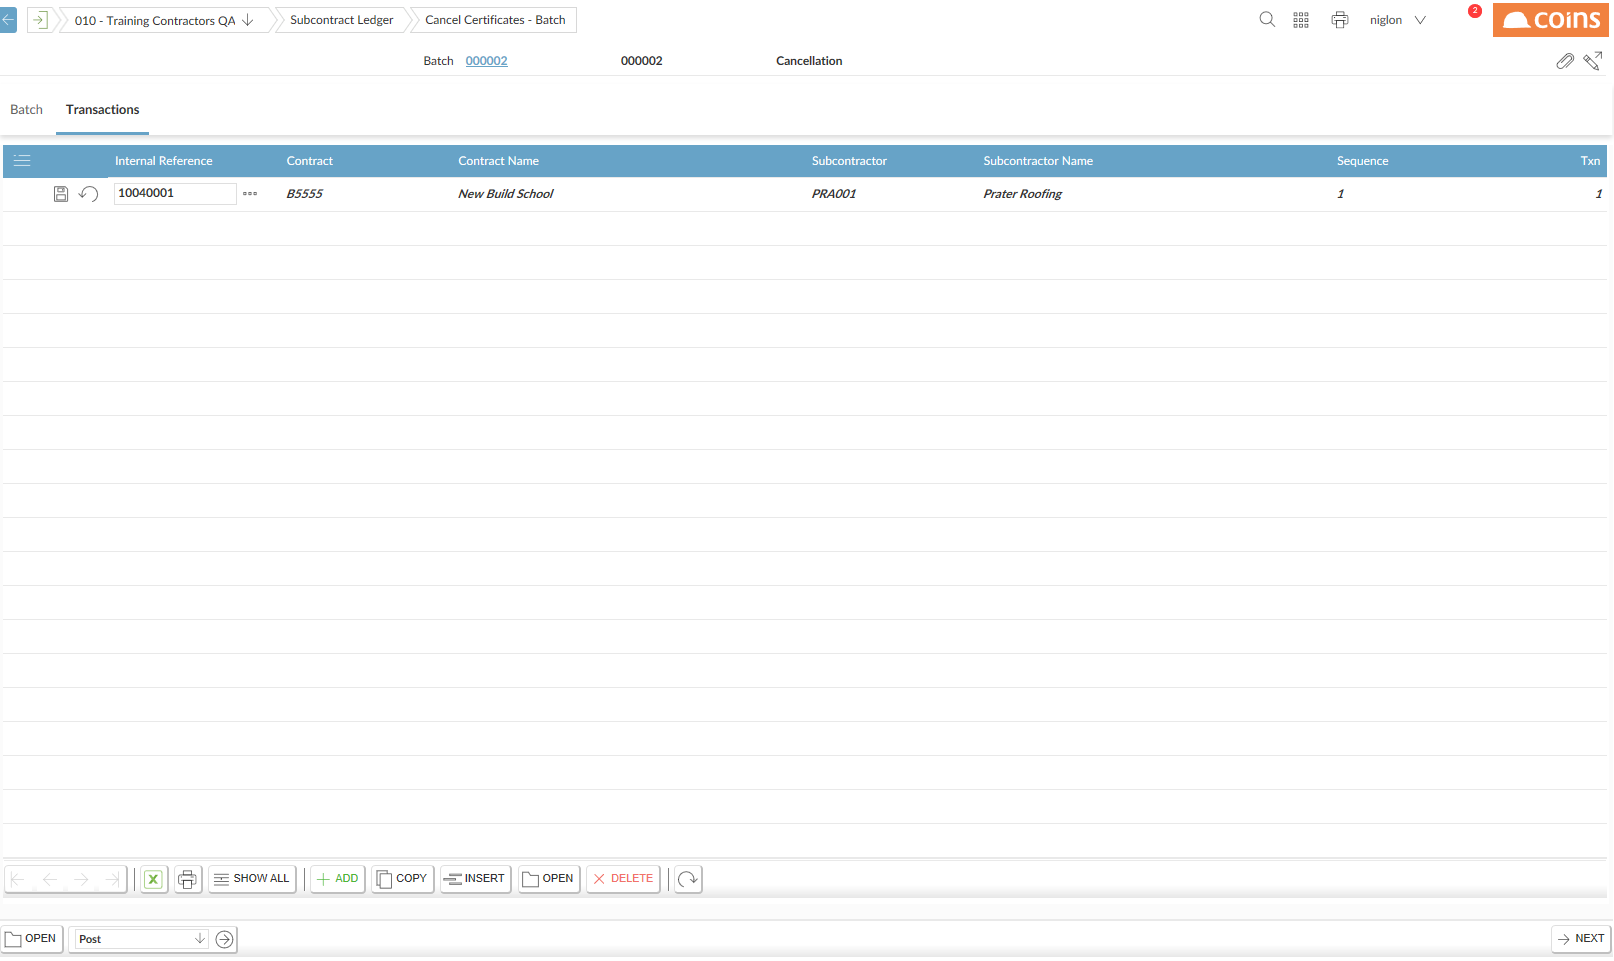 010 - Training Contractors QA
Subcontract Ledger
Cancel Certificates - Batch
niglon
2
coins
Batch 000002 000002 Cancellation
Batch Transactions
Internal Reference Contract Contract Name Subcontractor Subcontractor Name Sequence Txn
10040001 B5555 New Build School PRA001 Prater Roofing 1 1
SHOW ALL ADD COPY INSERT OPEN DELETE
OPEN Post NEXT